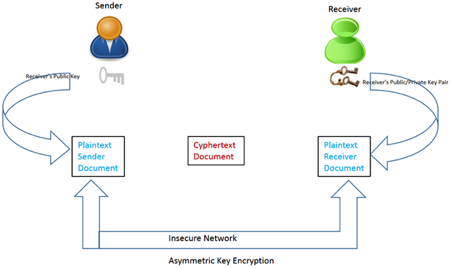 Sender
Receiver
Receiver's Public Key
Receiver's Public/Private Key Pair
Plaintext
Sender
Document
Cyphertext
Document
Plaintext
Receiver
Document
Insecure Network
Asymmetric Key Encryption